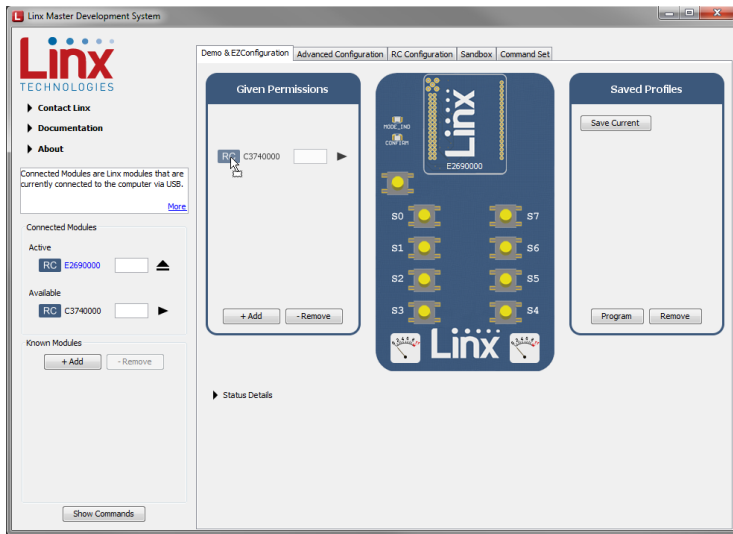 Linx Master Development System
Linx
TECHNOLOGIES
Contact Linx
Documentation
About
Connected Modules are Linx modules that are
currently connected to the computer via USB.
More
Connected Modules
Active
RC E2690000
Available
RC C3740000
Known Modules
+ Add - Remove
Show Commands
Demo & EZConfiguration Advanced Configuration RC Configuration Sandbox Command Set
Given Permissions
RC C3740000
+ Add - Remove
MODE_IND
CONFIRM
Linx
E2690000
S0 S7
S1 S6
S2 S5
S3 S4
Linx
Saved Profiles
Save Current
Program Remove
Status Details